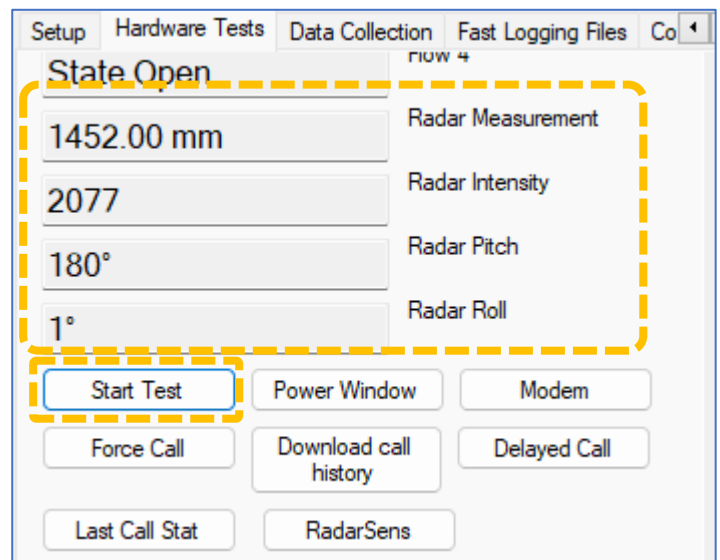 Setup Hardware Tests Data Collection Fast Logging Files Co
State Open Flow 4
1452.00 mm Radar Measurement
2077 Radar Intensity
180° Radar Pitch
1° Radar Roll
Start Test Power Window Modem
Force Call Download call history Delayed Call
Last Call Stat RadarSens